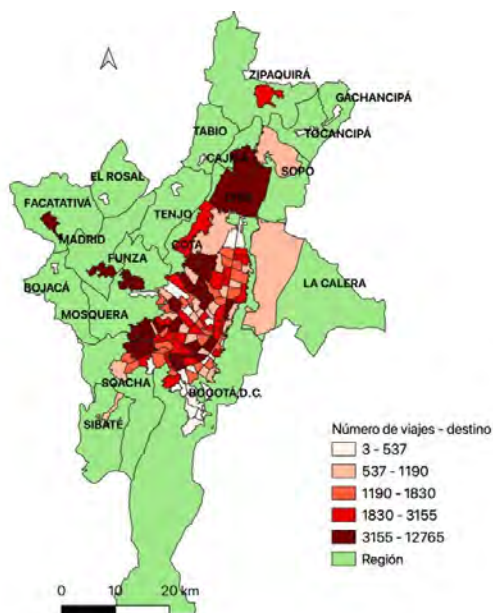 ZIPAQUIRÁ
GACHANCIPÁ
TABIO
TOCANCIPÁ
CAJICÁ
SOPO
EL ROSAL
FACATATIVÁ
TENJO
MADRID
COTA
FUNZA
BOJACÁ
LA CALERA
MOSQUERA
SOACHA
BOGOTÁ,D.C.
SIBATÉ
Número de viajes - destino
3 - 537
537 - 1190
1190 - 1830
1830 - 3155
3155 - 12765
Región
0 10 20 km